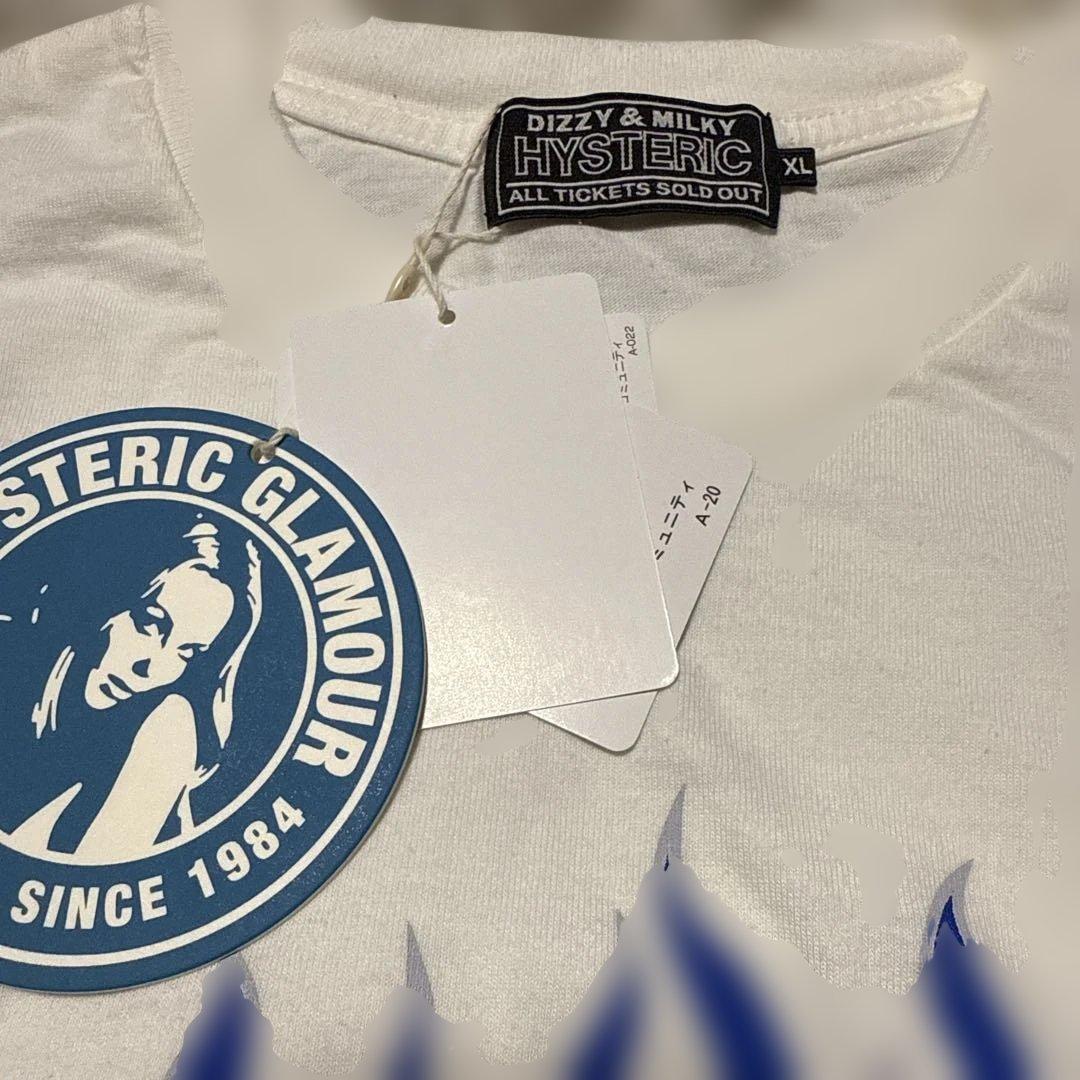 DIZZY & MILKY
HYSTERIC
ALL TICKETS SOLD OUT
XL
コミュニティ
A-022
ミュニティ
A-20
STERIC GLAMOUR
SINCE 1984